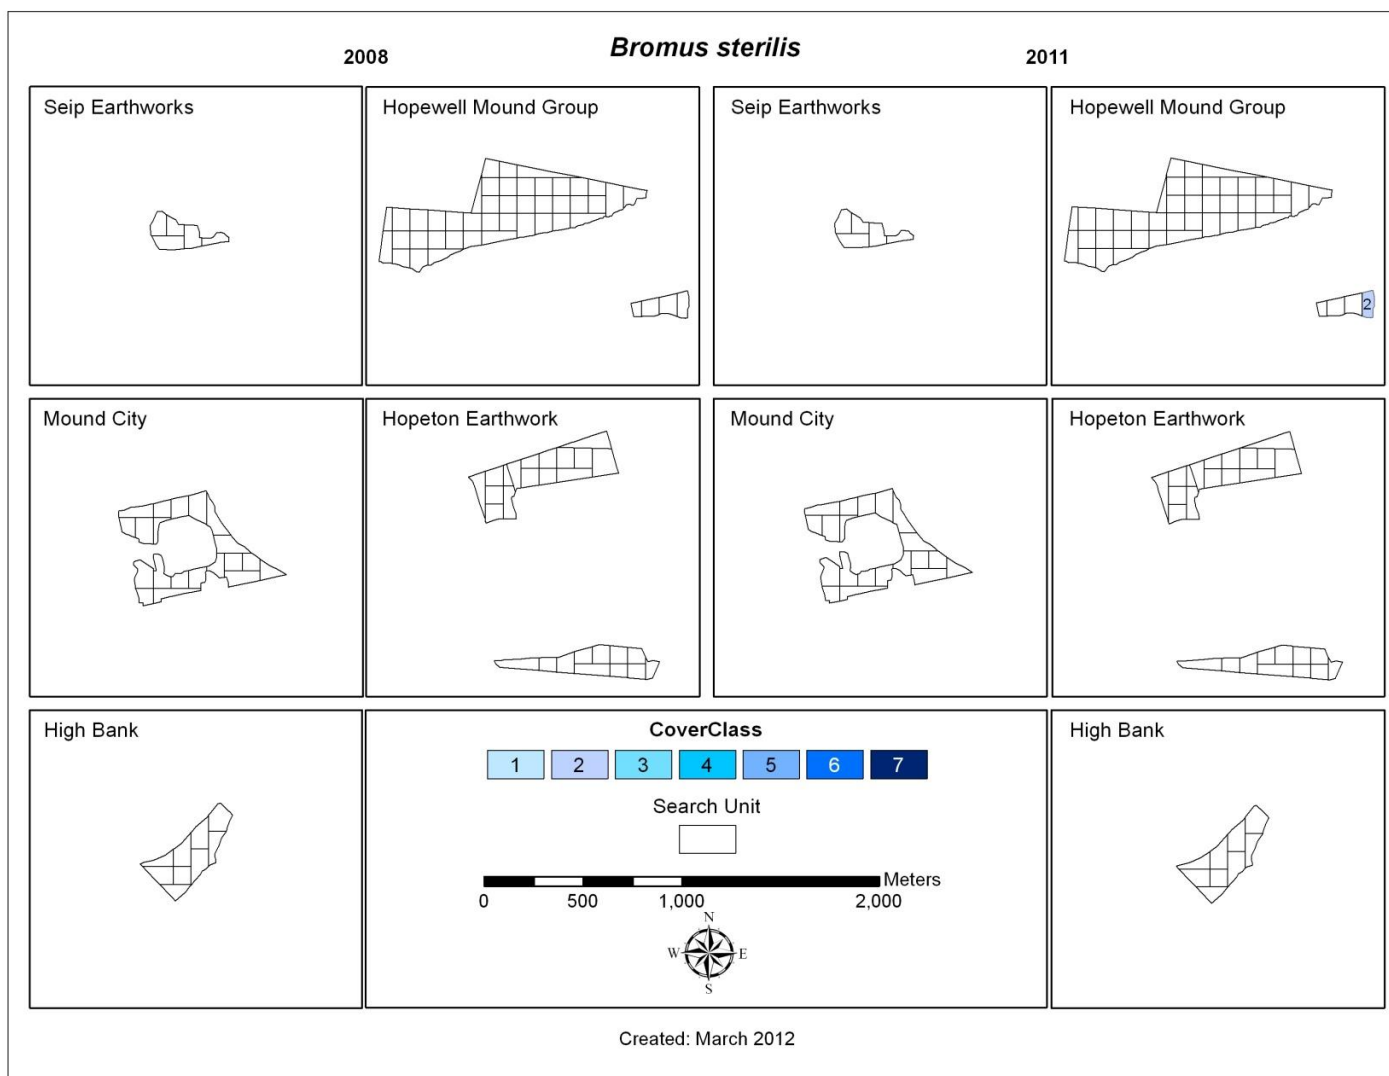 Bromus sterilis
2008
2011
Seip Earthworks
Hopewell Mound Group
Seip Earthworks
Hopewell Mound Group
2
Mound City
Hopeton Earthwork
Mound City
Hopeton Earthwork
High Bank
CoverClass
1 2 3 4 5 6 7
Search Unit
Meters
0 500 1,000 2,000
N
W E
S
High Bank
Created: March 2012